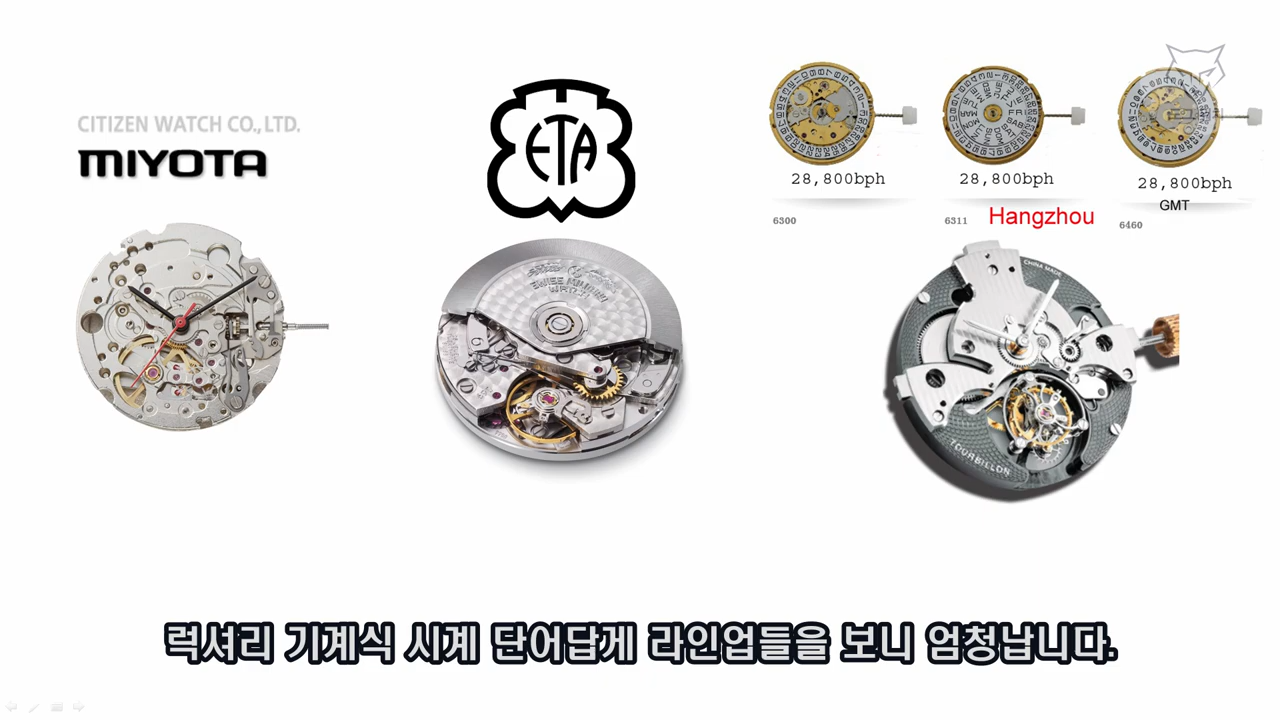 CITIZEN WATCH CO., LTD.
MIYOTA
ETA
28,800bph
28,800bph
28,800bph
GMT
6300
6311
Hangzhou
6460
CHINA MADE
TOURBILLON
럭셔리 기계식 시계 단어답게 라인업들을 보니 엄청납니다.